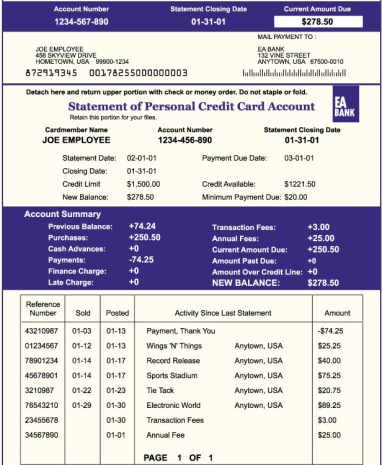 Account Number Statement Closing Date Current Amount Due
1234-567-890 01-31-01 $278.50
MAIL PAYMENT TO :
JOE EMPLOYEE EA BANK
456 SKYVIEW DRIVE 132 VINE STREET
HOMETOWN, USA 99900-1234 ANYTOWN, USA 67500-0010
872919345 00178255000000003
Detach here and return upper portion with check or money order. Do not staple or fold.
Statement of Personal Credit Card Account
EA
BANK
Retain this portion for your files.
Cardmember Name Account Number Statement Closing Date
JOE EMPLOYEE 1234-456-890 01-31-01
Statement Date: 02-01-01 Payment Due Date: 03-01-01
Closing Date: 01-31-01
Credit Limit $1,500.00 Credit Available: $1221.50
New Balance: $278.50 Minimum Payment Due: $20.00
Account Summary
Previous Balance: +74.24 Transaction Fees: +3.00
Purchases: +250.50 Annual Fees: +25.00
Cash Advances: +0 Current Amount Due: +250.50
Payments: -74.25 Amount Past Due: +0
Finance Charge: +0 Amount Over Credit Line: +0
Late Charge: +0 NEW BALANCE: $278.50
Reference
Number Sold Posted Activity Since Last Statement Amount
43210987 01-03 01-13 Payment, Thank You -$74.25
01234567 01-12 01-13 Wings 'N' Things Anytown, USA $25.25
78901234 01-14 01-17 Record Release Anytown, USA $40.00
45678901 01-14 01-17 Sports Stadium Anytown, USA $75.25
3210987 01-22 01-23 Tie Tack Anytown, USA $20.75
76543210 01-29 01-30 Electronic World Anytown, USA $89.25
23455678 01-30 Transaction Fees $3.00
34567890 01-01 Annual Fee $25.00
PAGE 1 OF 1